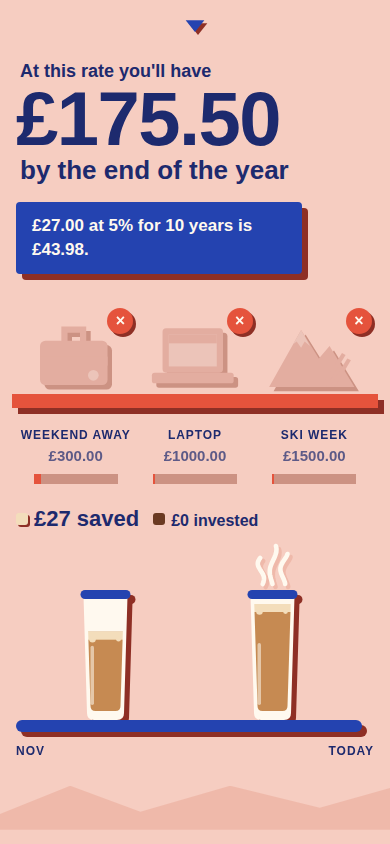 At this rate you'll have
£175.50
by the end of the year
£27.00 at 5% for 10 years is
£43.98.
× × ×
WEEKEND AWAY LAPTOP SKI WEEK
£300.00 £1000.00 £1500.00
£27 saved £0 invested
NOV TODAY